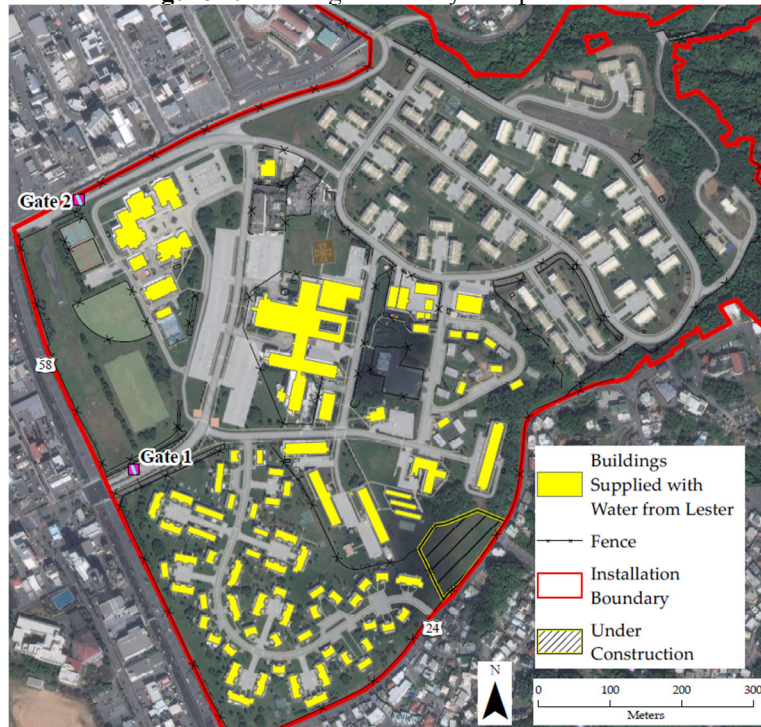 Gate 2
58
Gate 1
24
Buildings
Supplied with
Water from Lester
Fence
Installation
Boundary
Under
Construction
N
0 100 200 300
Meters